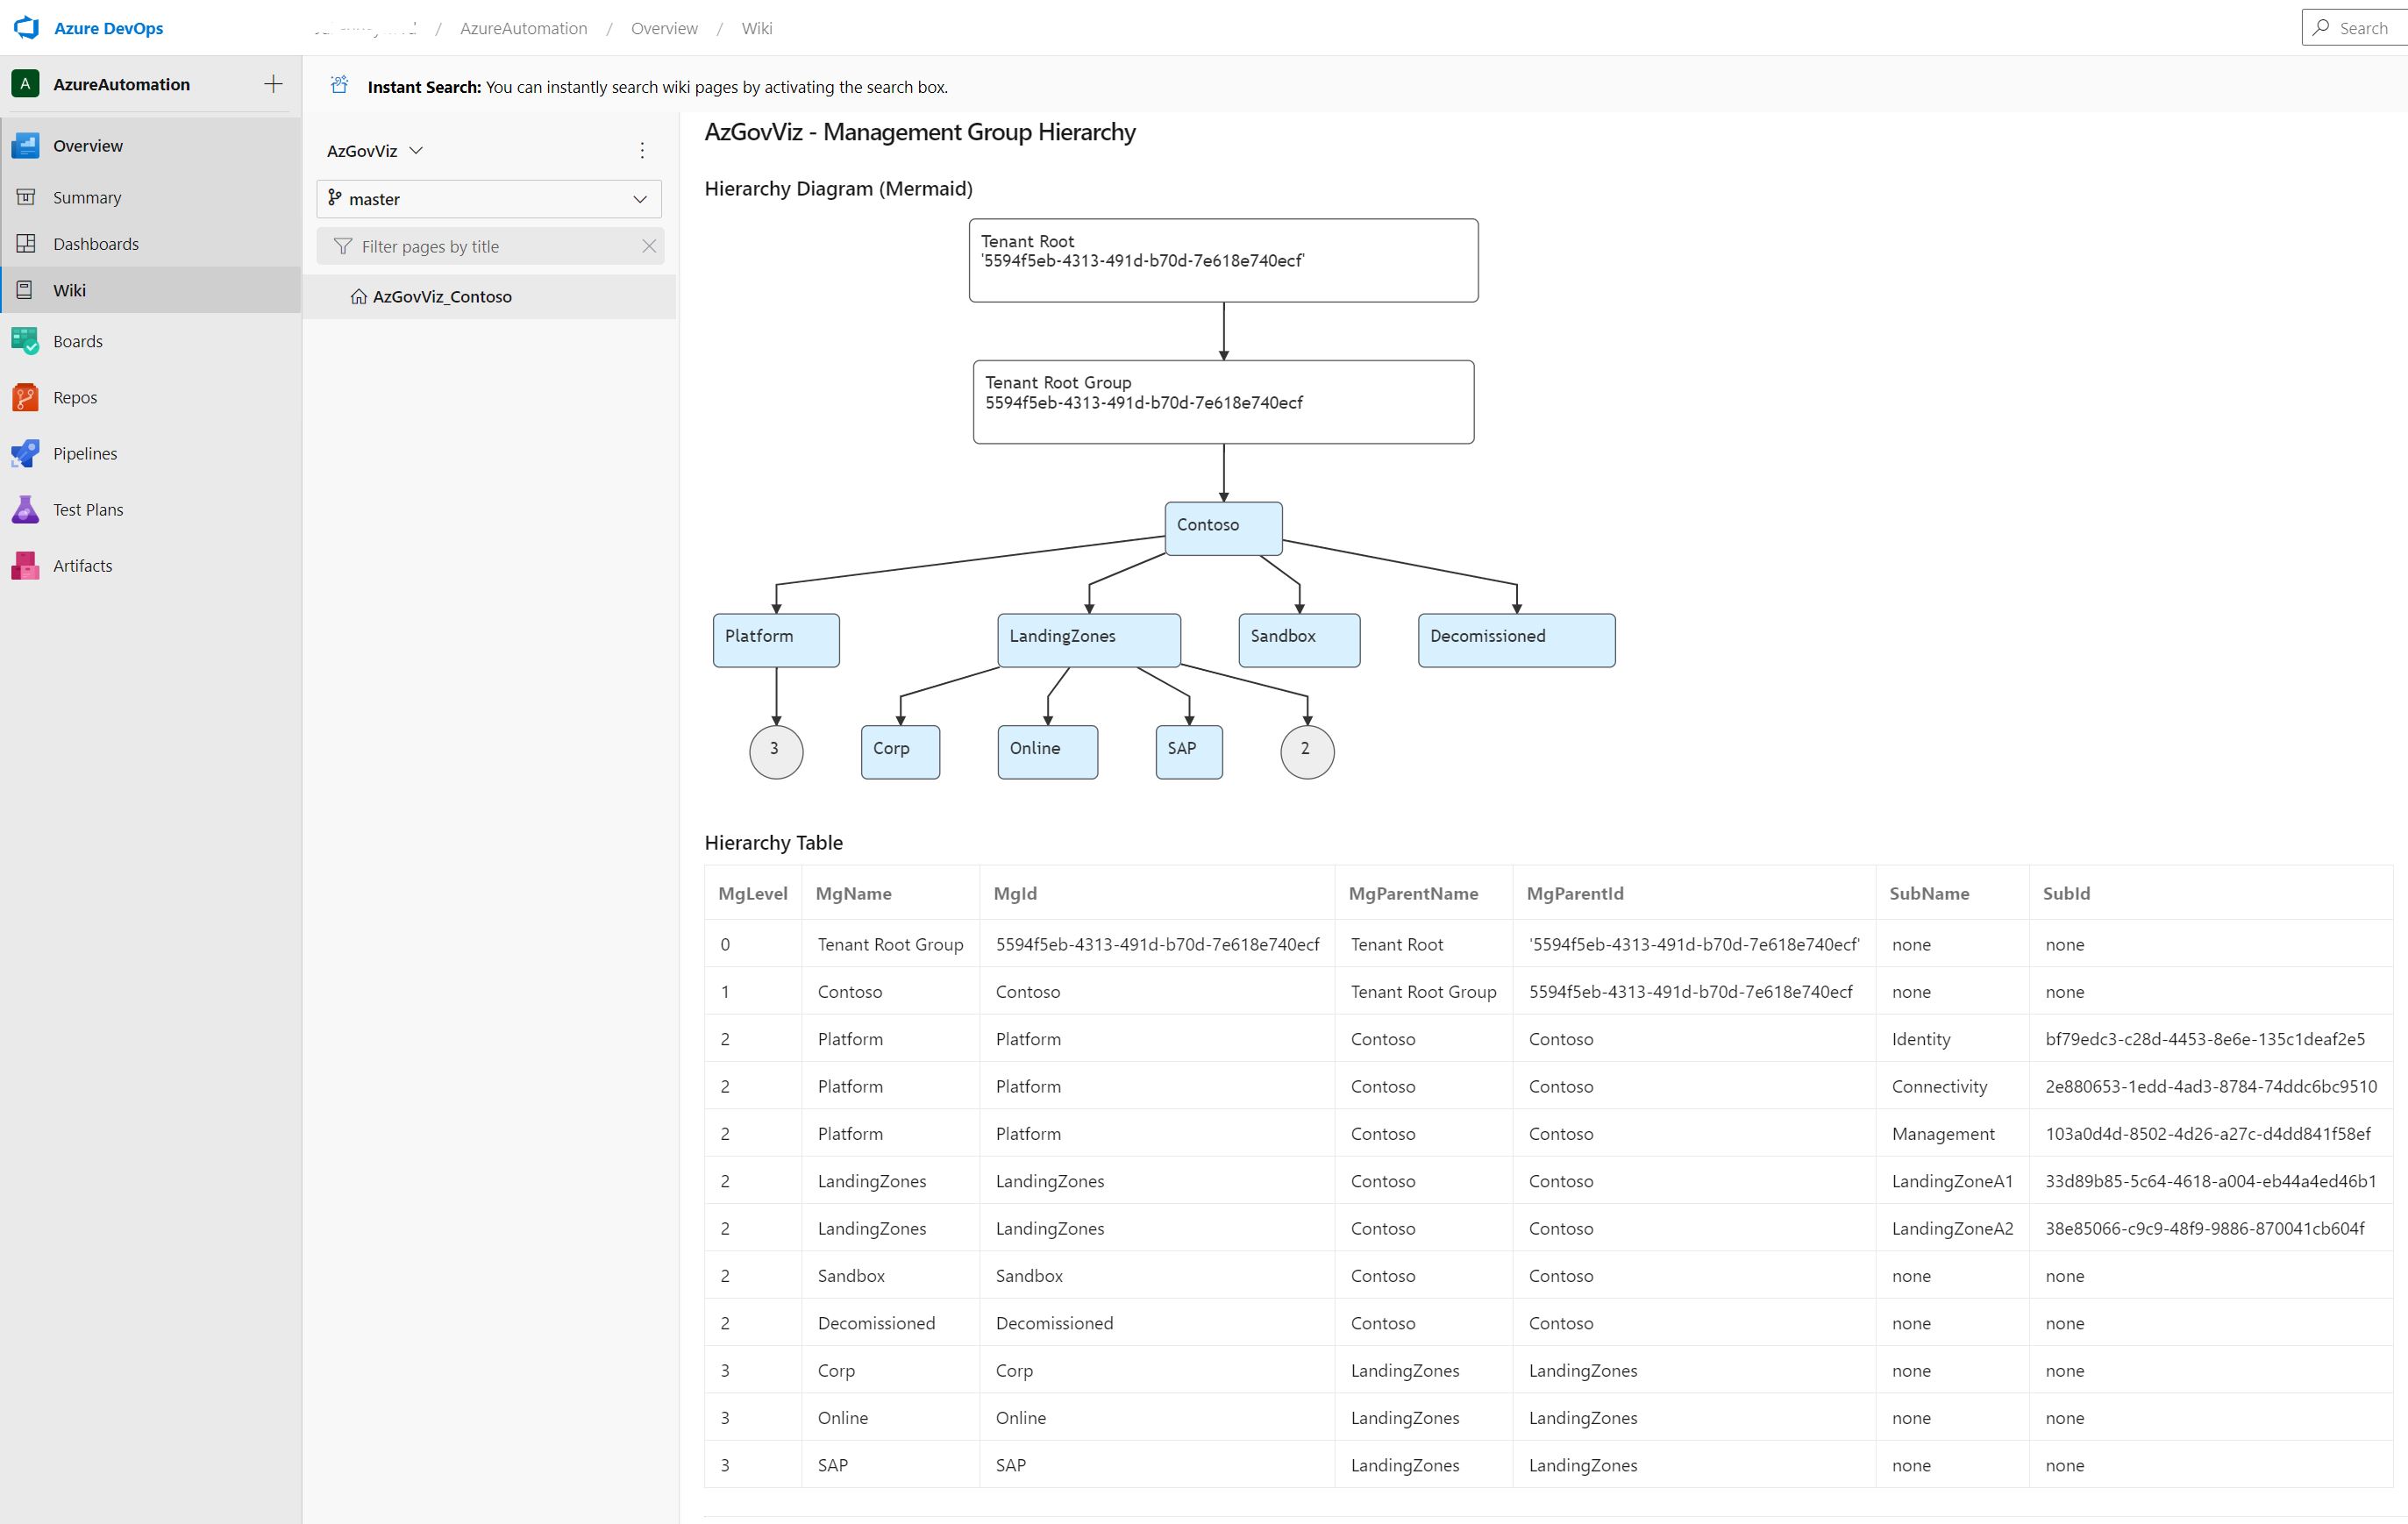 Azure DevOps
/ AzureAutomation / Overview / Wiki
Search
A AzureAutomation
Overview
Summary
Dashboards
Wiki
Boards
Repos
Pipelines
Test Plans
Artifacts
Instant Search: You can instantly search wiki pages by activating the search box.
AzGovViz
master
Filter pages by title
AzGovViz_Contoso
AzGovViz - Management Group Hierarchy
Hierarchy Diagram (Mermaid)
Tenant Root
'5594f5eb-4313-491d-b70d-7e618e740ecf'
Tenant Root Group
5594f5eb-4313-491d-b70d-7e618e740ecf
Contoso
Platform LandingZones Sandbox Decomissioned
3 Corp Online SAP 2
Hierarchy Table
MgLevel MgName MgId MgParentName MgParentId SubName SubId
0 Tenant Root Group 5594f5eb-4313-491d-b70d-7e618e740ecf Tenant Root '5594f5eb-4313-491d-b70d-7e618e740ecf' none none
1 Contoso Contoso Tenant Root Group 5594f5eb-4313-491d-b70d-7e618e740ecf none none
2 Platform Platform Contoso Contoso Identity bf79edc3-c28d-4453-8e6e-135c1deaf2e5
2 Platform Platform Contoso Contoso Connectivity 2e880653-1edd-4ad3-8784-74ddc6bc9510
2 Platform Platform Contoso Contoso Management 103a0d4d-8502-4d26-a27c-d4dd841f58ef
2 LandingZones LandingZones Contoso Contoso LandingZoneA1 33d89b85-5c64-4618-a004-eb44a4ed46b1
2 LandingZones LandingZones Contoso Contoso LandingZoneA2 38e85066-c9c9-48f9-9886-870041cb604f
2 Sandbox Sandbox Contoso Contoso none none
2 Decomissioned Decomissioned Contoso Contoso none none
3 Corp Corp LandingZones LandingZones none none
3 Online Online LandingZones LandingZones none none
3 SAP SAP LandingZones LandingZones none none